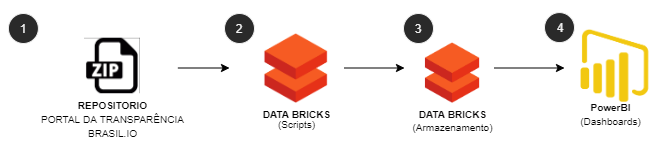 1
2
3
4
ZIP
REPOSITORIO
PORTAL DA TRANSPARÊNCIA
BRASIL.IO
DATA BRICKS
(Scripts)
DATA BRICKS
(Armazenamento)
PowerBI
(Dashboards)